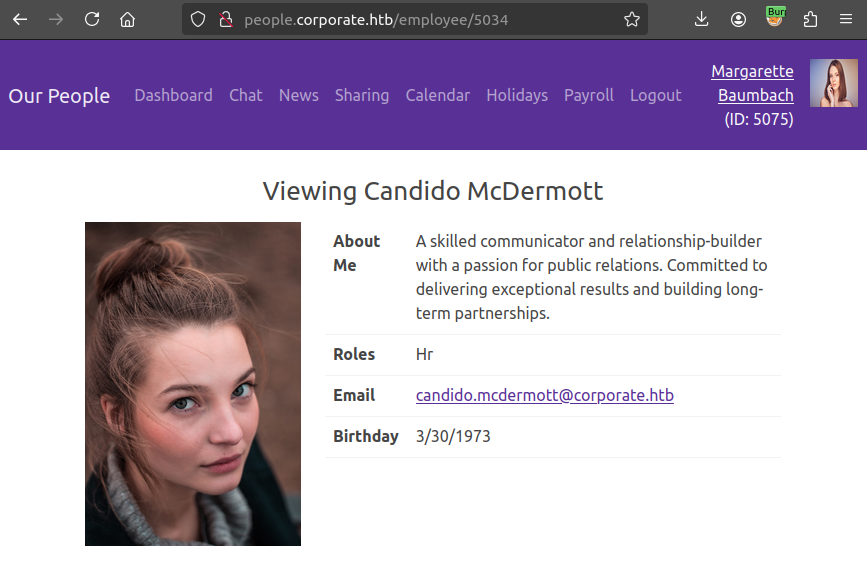 people.corporate.htb/employee/5034
Burp
Our People
Dashboard
Chat
News
Sharing
Calendar
Holidays
Payroll
Logout
Margarette
Baumbach
(ID: 5075)
Viewing Candido McDermott
About
Me
A skilled communicator and relationship-builder
with a passion for public relations. Committed to
delivering exceptional results and building long-
term partnerships.
Roles
Hr
Email
candido.mcdermott@corporate.htb
Birthday
3/30/1973